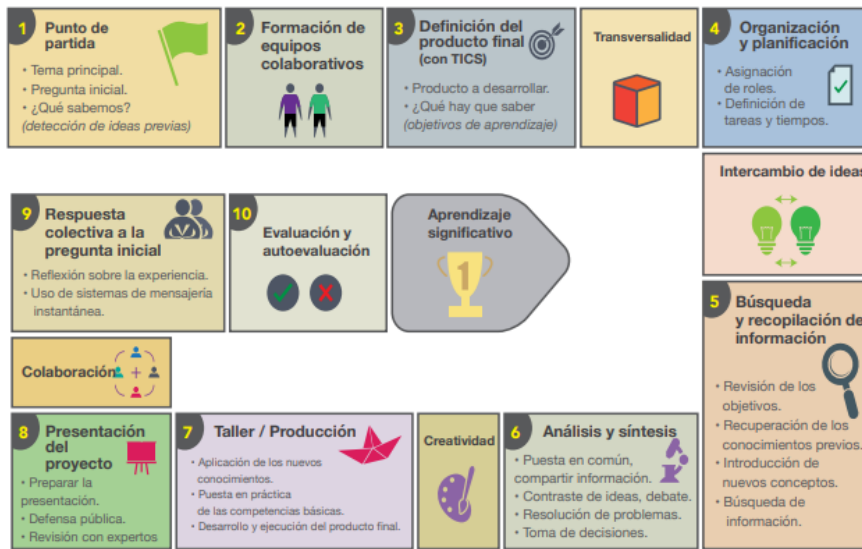 1 Punto de
partida
• Tema principal.
• Pregunta inicial.
• ¿Qué sabemos?
(detección de ideas previas)
2 Formación de
equipos
colaborativos
3 Definición del
producto final
(con TICS)
• Producto a desarrollar.
• ¿Qué hay que saber
(objetivos de aprendizaje)
Transversalidad
4 Organización
y planificación
• Asignación
de roles.
• Definición de
tareas y tiempos.
Intercambio de ideas
5 Búsqueda
y recopilación de
información
• Revisión de los
objetivos.
• Recuperación de los
conocimientos previos.
• Introducción de
nuevos conceptos.
• Búsqueda de
información.
6 Análisis y síntesis
• Puesta en común,
compartir información.
• Contraste de ideas, debate.
• Resolución de problemas.
• Toma de decisiones.
Creatividad
7 Taller / Producción
• Aplicación de los nuevos
conocimientos.
• Puesta en práctica
de las competencias básicas.
• Desarrollo y ejecución del producto final.
8 Presentación
del
proyecto
• Preparar la
presentación.
• Defensa pública.
• Revisión con expertos
Colaboración
9 Respuesta
colectiva a la
pregunta inicial
• Reflexión sobre la experiencia.
• Uso de sistemas de mensajería
instantánea.
10
Evaluación y
autoevaluación
Aprendizaje
significativo
1